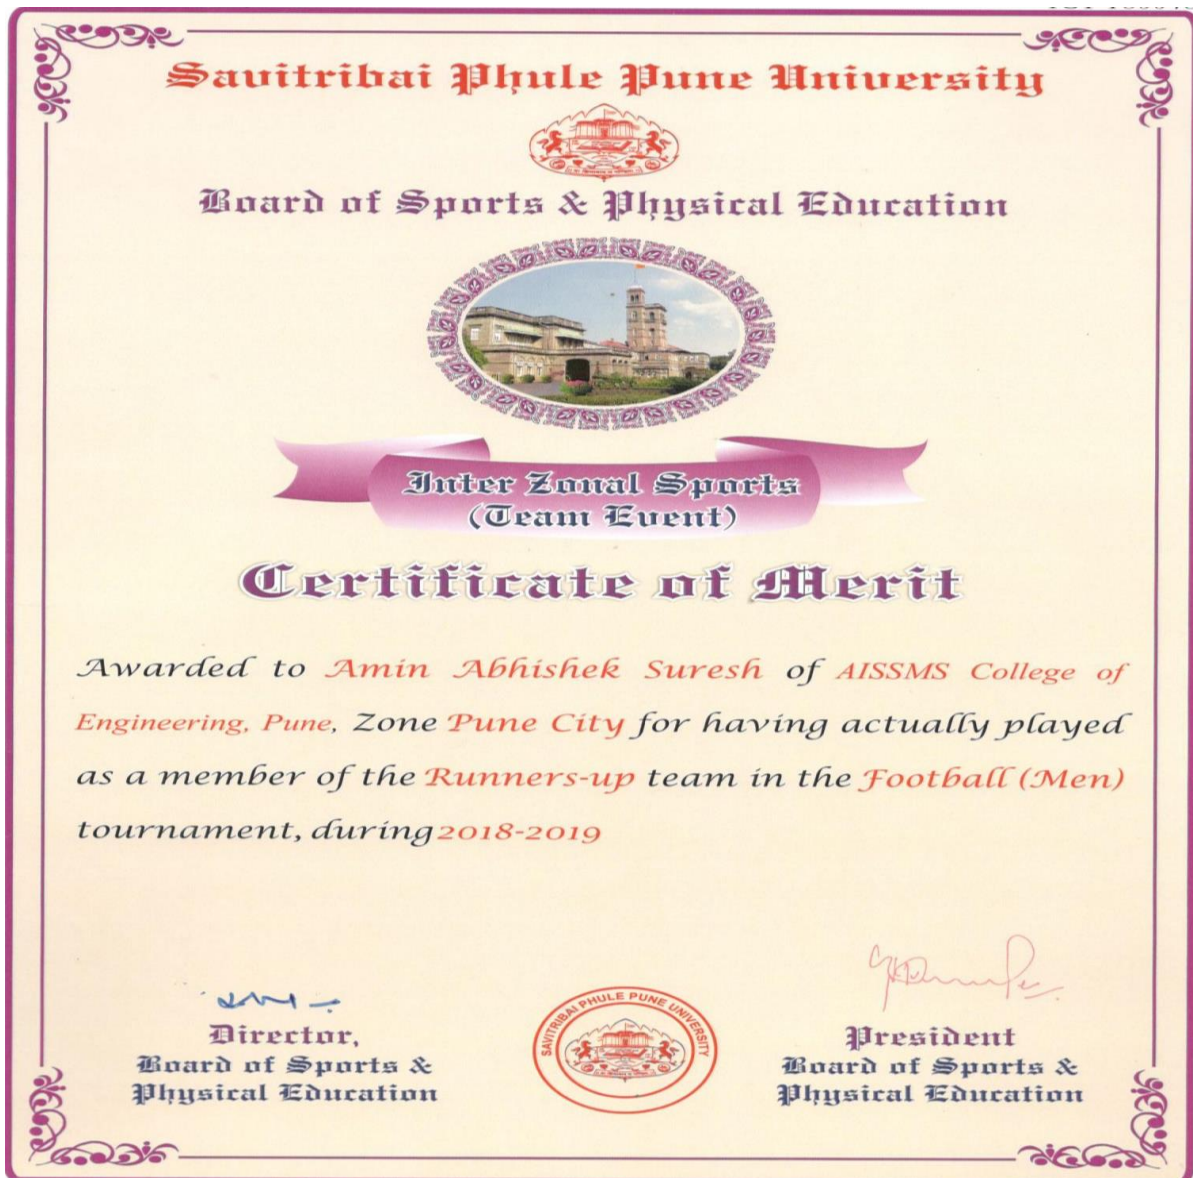 Savitribai Phule Pune University
Board of Sports & Physical Education
Inter Zonal Sports
(Team Event)
Certificate of Merit
Awarded to Amin Abhishek Suresh of AISSMS College of
Engineering, Pune, Zone Pune City for having actually played
as a member of the Runners-up team in the Football (Men)
tournament, during 2018-2019
Director,
Board of Sports &
Physical Education
SAVITRIBAI PHULE PUNE UNIVERSITY
President
Board of Sports &
Physical Education